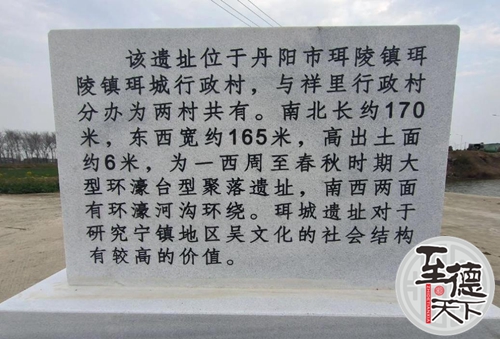 该遗址位于丹阳市珥陵镇珥
陵镇珥城行政村，与祥里行政村
分办为两村共有。南北长约170
米，东西宽约165米，高出土面
约6米，为一西周至春秋时期大
型环濠台型聚落遗址，南西两面
有环濠河沟环绕。珥城遗址对于
研究宁镇地区吴文化的社会结构
有较高的价值。
至德
天下